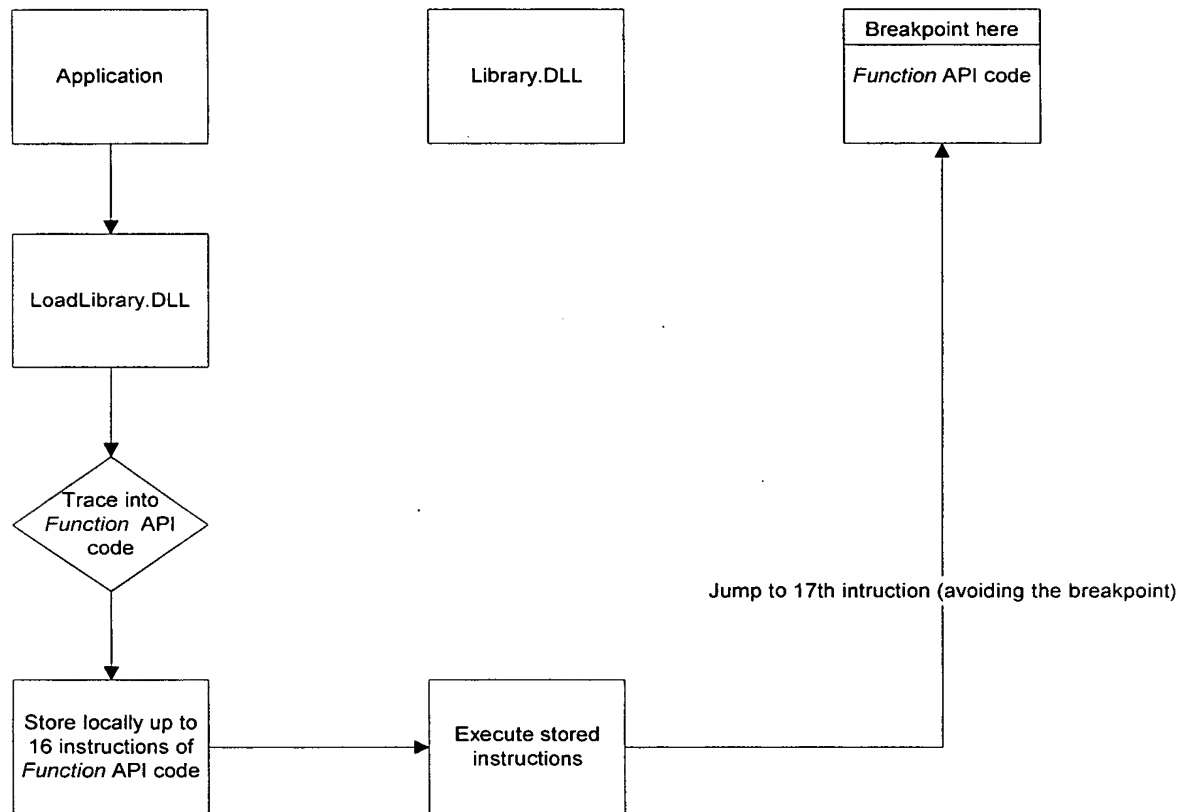 Application
Library.DLL
Breakpoint here
Function API code
LoadLibrary.DLL
Trace into
Function API
code
Jump to 17th intruction (avoiding the breakpoint)
Store locally up to
16 instructions of
Function API code
Execute stored
instructions